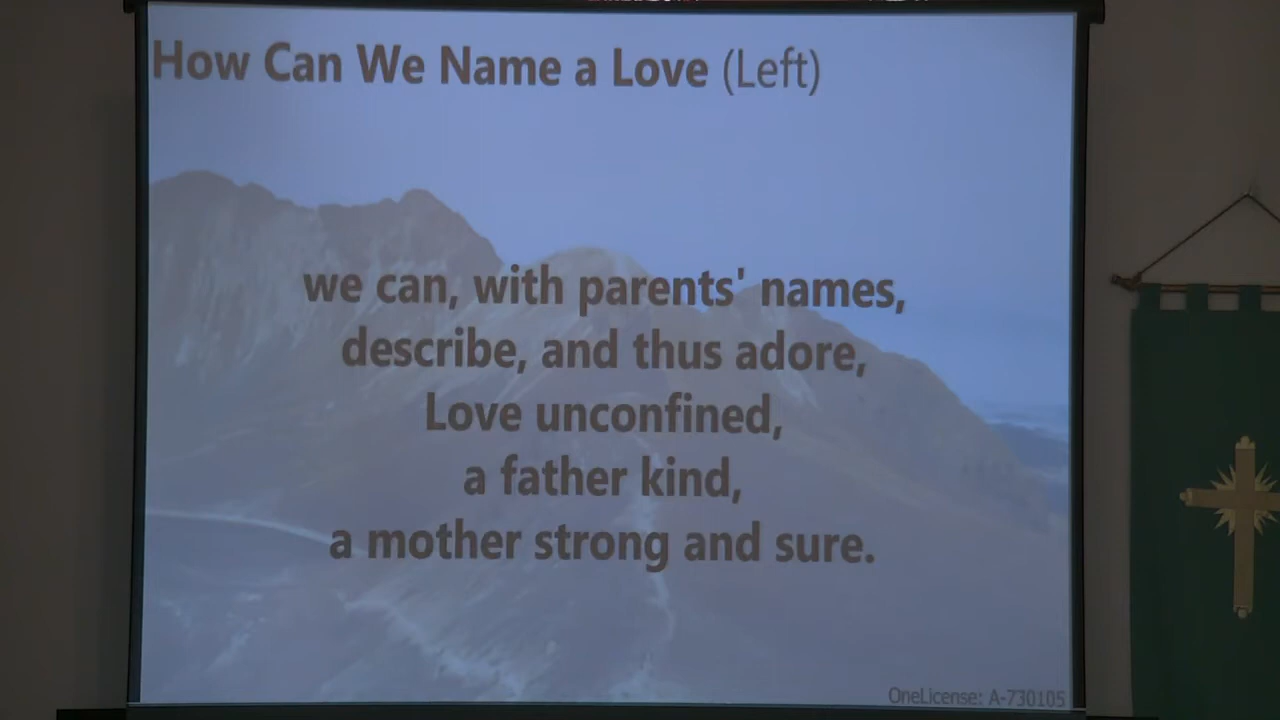 How Can We Name a Love (Left)
we can, with parents' names,
describe, and thus adore,
Love unconfined,
a father kind,
a mother strong and sure.
OneLicense: A-730105